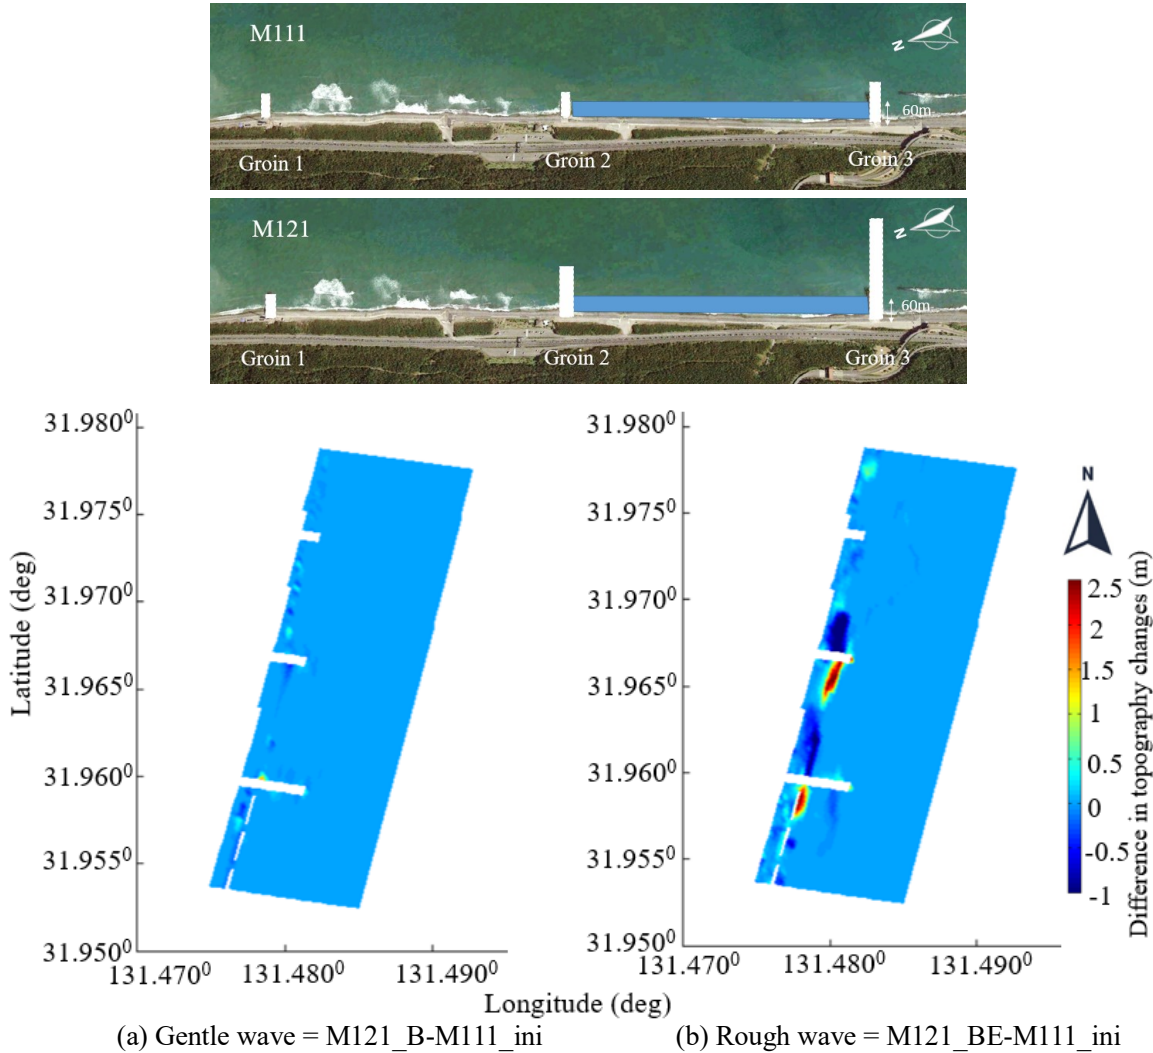 M111
N
60m
Groin 1 Groin 2 Groin 3
M121
N
60m
Groin 1 Groin 2 Groin 3
Latitude (deg)
31.980⁰
31.975⁰
31.970⁰
31.965⁰
31.960⁰
31.955⁰
31.950⁰
131.470⁰ 131.480⁰ 131.490⁰
31.980⁰
31.975⁰
31.970⁰
31.965⁰
31.960⁰
31.955⁰
31.950⁰
131.470⁰ 131.480⁰ 131.490⁰
N
2.5
2
1.5
1
0.5
0
-0.5
-1
Difference in topography changes (m)
Longitude (deg)
(a) Gentle wave = M121_B-M111_ini (b) Rough wave = M121_BE-M111_ini